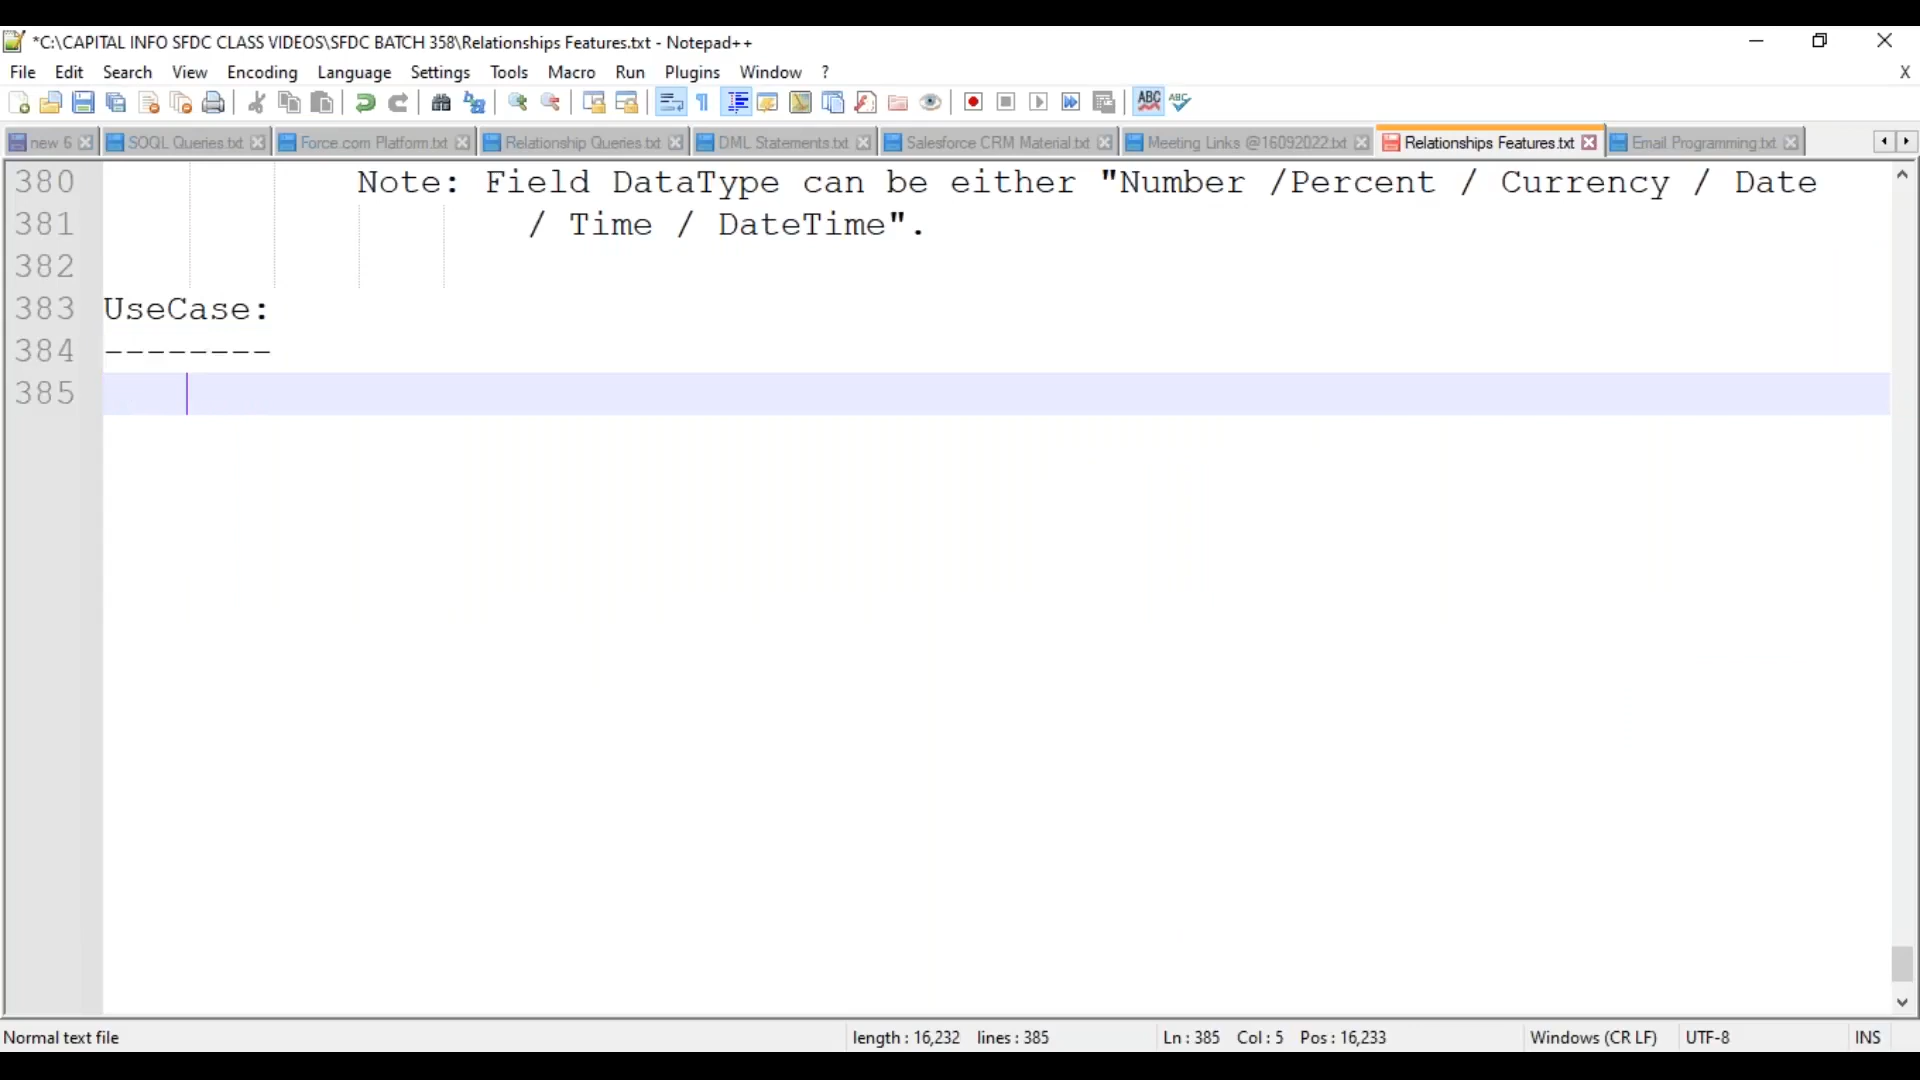 *C:\CAPITAL INFO SFDC CLASS VIDEOS\SFDC BATCH 358\Relationships Features.txt - Notepad++
File Edit Search View Encoding Language Settings Tools Macro Run Plugins Window ? X
new 6 SOQL Queries.txt Force.com Platform.txt Relationship Queries.txt DML Statements.txt Salesforce CRM Material.txt Meeting Links @16092022.txt Relationships Features.txt Email Programming.txt
380 Note: Field DataType can be either "Number /Percent / Currency / Date
381 / Time / DateTime".
382
383 UseCase:
384 --------
385
Normal text file length : 16,232 lines : 385 Ln : 385 Col : 5 Pos : 16,233 Windows (CR LF) UTF-8 INS